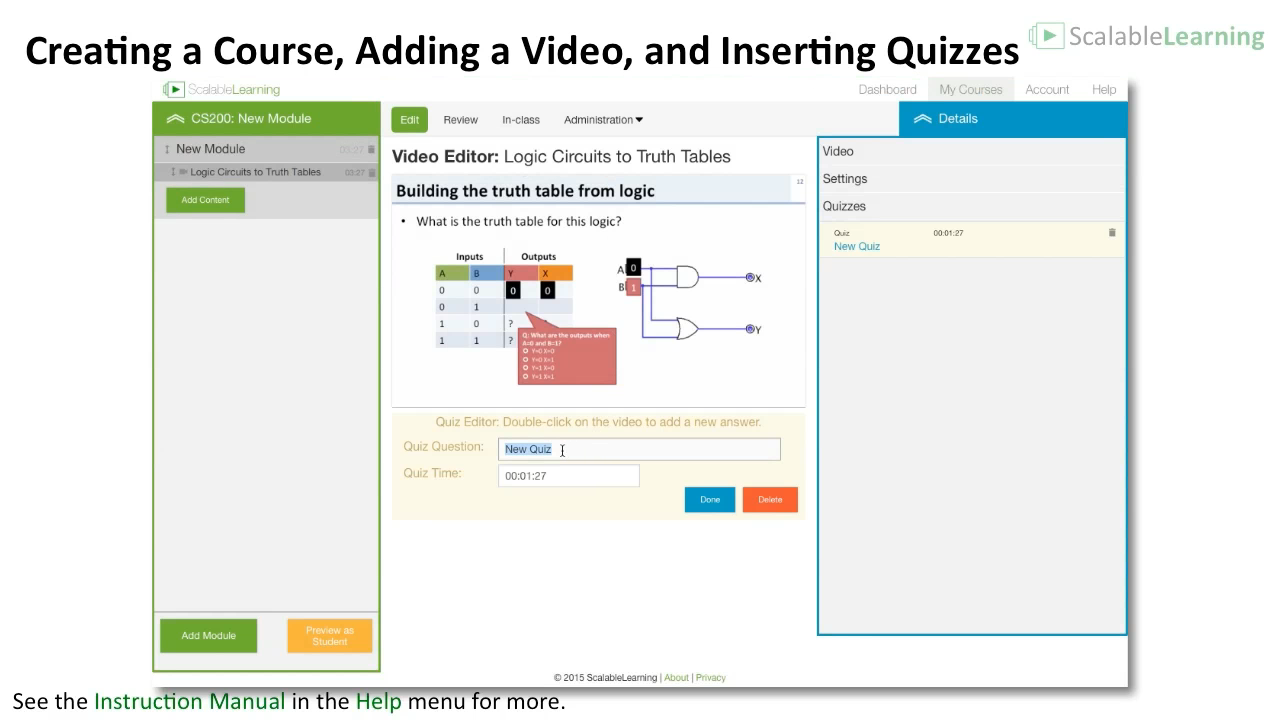 Creating a Course, Adding a Video, and Inserting Quizzes
ScalableLearning
ScalableLearning
Dashboard My Courses Account Help
CS200: New Module
Edit Review In-class Administration
Details
New Module 03:27
Logic Circuits to Truth Tables 03:27
Add Content
Video Editor: Logic Circuits to Truth Tables
Building the truth table from logic
12
• What is the truth table for this logic?
Inputs Outputs
A B Y X
0 0 0 0
0 1
1 0 ?
1 1 ?
Q: What are the outputs when
A=0 and B=1?
Y=0 X=0
Y=0 X=1
Y=1 X=0
Y=1 X=1
A 0
B 1
X
Y
Quiz Editor: Double-click on the video to add a new answer.
Quiz Question: New Quiz
Quiz Time: 00:01:27
Done Delete
Video
Settings
Quizzes
Quiz 00:01:27
New Quiz
Add Module
Preview as
Student
© 2015 ScalableLearning | About | Privacy
See the Instruction Manual in the Help menu for more.